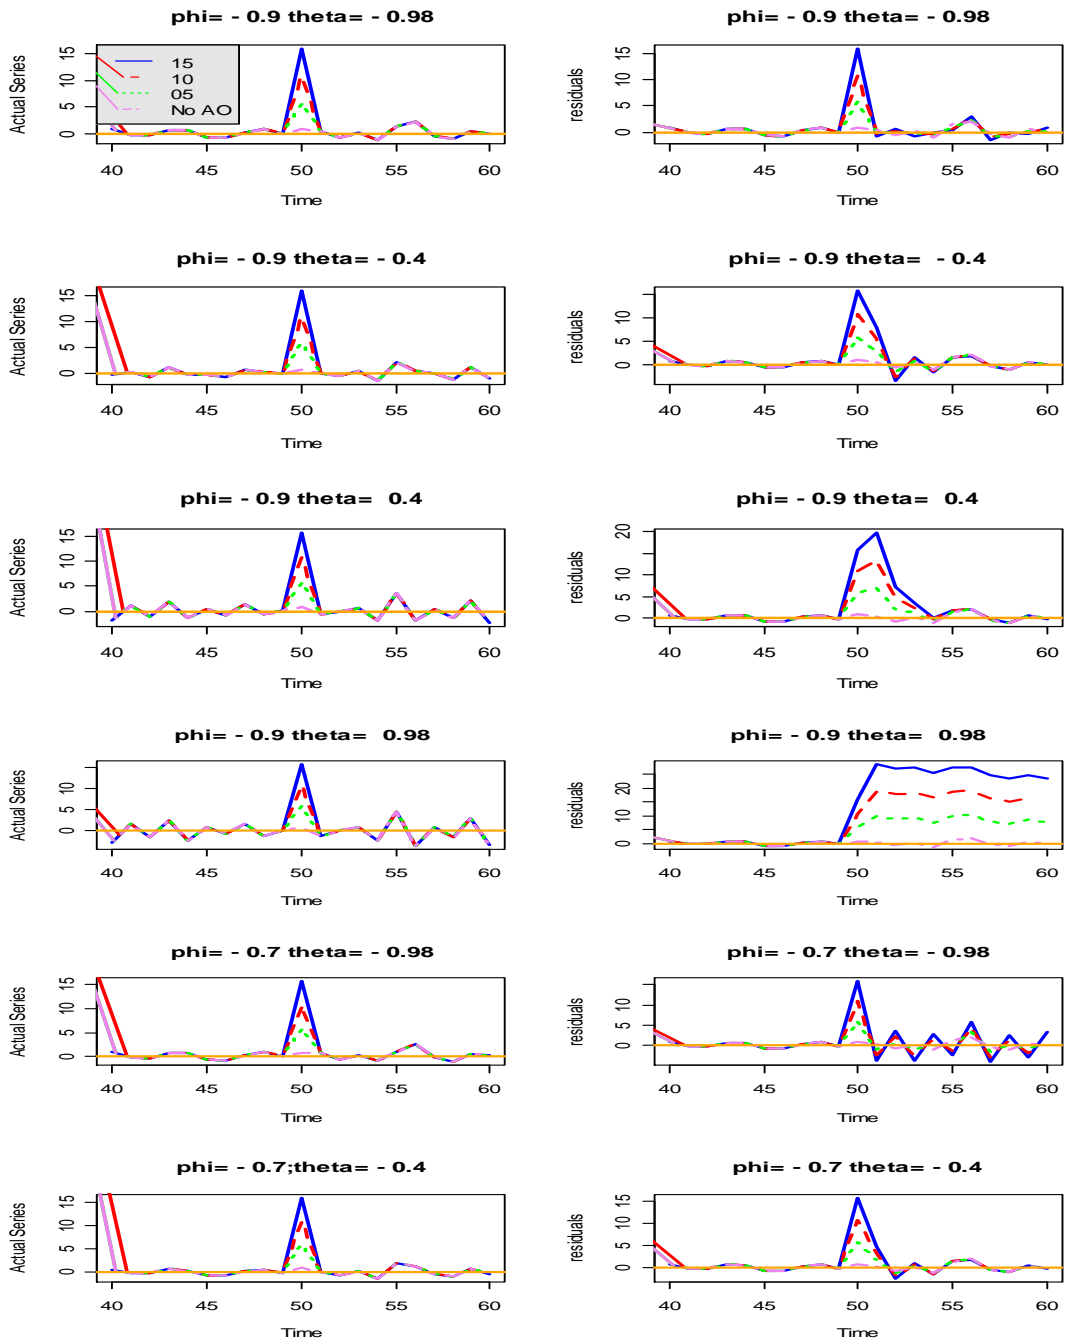 phi= - 0.9 theta= - 0.98
Actual Series
15
10
5
0
15
10
05
No AO
40 45 50 55 60
Time
phi= - 0.9 theta= - 0.98
residuals
15
10
5
0
40 45 50 55 60
Time
phi= - 0.9 theta= - 0.4
Actual Series
15
10
5
0
40 45 50 55 60
Time
phi= - 0.9 theta= - 0.4
residuals
10
5
0
40 45 50 55 60
Time
phi= - 0.9 theta= 0.4
Actual Series
15
10
5
0
40 45 50 55 60
Time
phi= - 0.9 theta= 0.4
residuals
20
10
5
0
40 45 50 55 60
Time
phi= - 0.9 theta= 0.98
Actual Series
10
5
0
40 45 50 55 60
Time
phi= - 0.9 theta= 0.98
residuals
20
10
0
40 45 50 55 60
Time
phi= - 0.7 theta= - 0.98
Actual Series
15
10
5
0
40 45 50 55 60
Time
phi= - 0.7 theta= - 0.98
residuals
15
5
0
40 45 50 55 60
Time
phi= - 0.7;theta= - 0.4
Actual Series
15
10
5
0
40 45 50 55 60
Time
phi= - 0.7 theta= - 0.4
residuals
15
10
5
0
40 45 50 55 60
Time